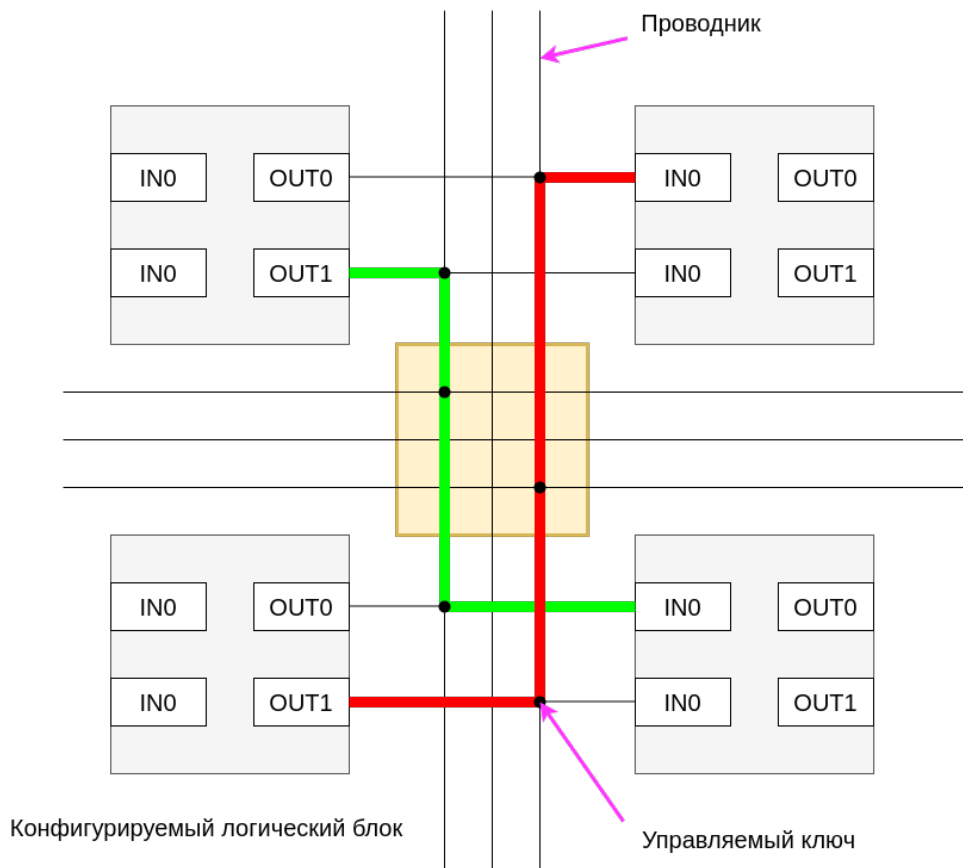 Проводник
IN0 OUT0 IN0 OUT0
IN0 OUT1 IN0 OUT1
IN0 OUT0 IN0 OUT0
IN0 OUT1 IN0 OUT1
Конфигурируемый логический блок
Управляемый ключ